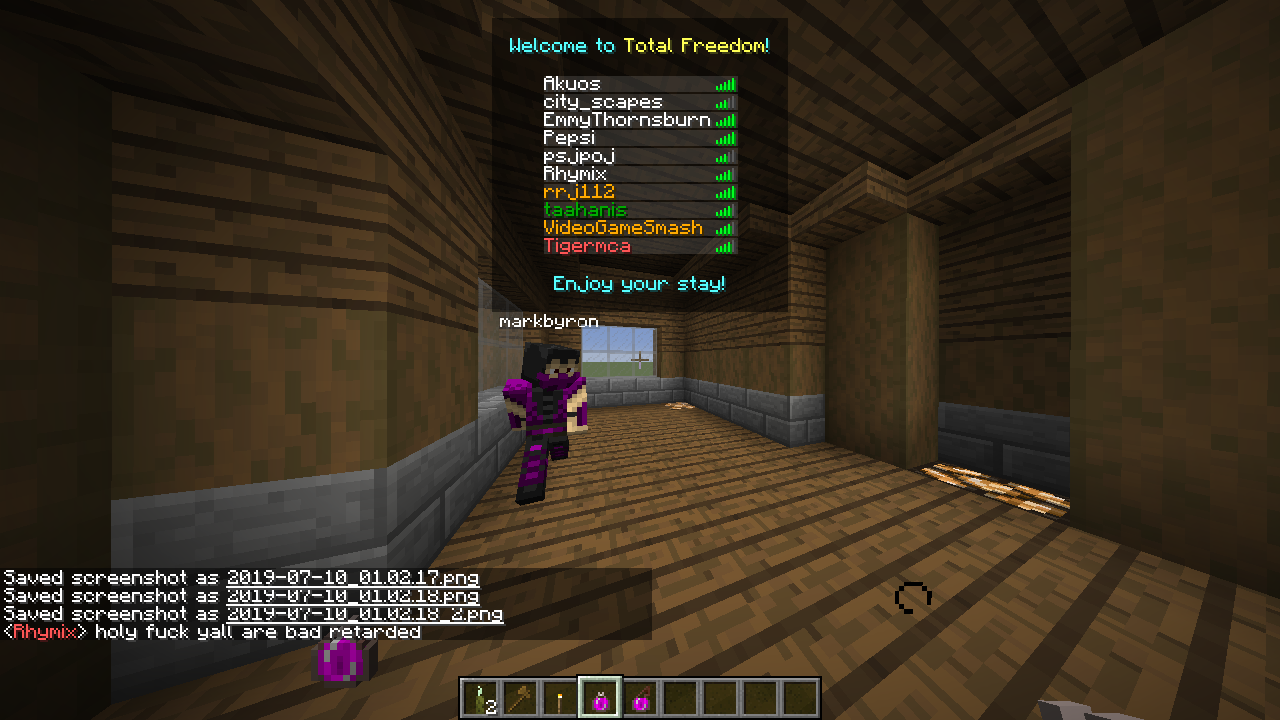 Welcome to Total Freedom!
Akuos
city_scapes
EmmyThornsburn
Pepsi
psjpoj
Rhymix
rrj112
taahanis
VideoGameSmash
Tigermca
Enjoy your stay!
markbyron
Saved screenshot as 2019-07-10_01.02.17.png
Saved screenshot as 2019-07-10_01.02.18.png
Saved screenshot as 2019-07-10_01.02.18_2.png
<Rhymix> holy fuck yall are bad retarded
2